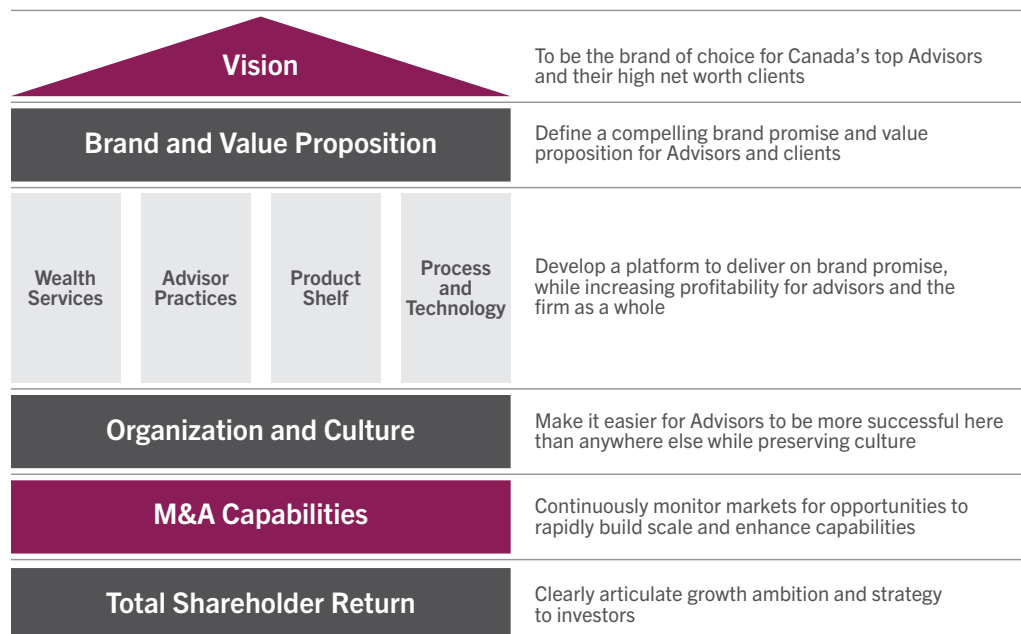 Vision
To be the brand of choice for Canada’s top Advisors
and their high net worth clients
Brand and Value Proposition
Define a compelling brand promise and value
proposition for Advisors and clients
Wealth
Services
Advisor
Practices
Product
Shelf
Process
and
Technology
Develop a platform to deliver on brand promise,
while increasing profitability for advisors and the
firm as a whole
Organization and Culture
Make it easier for Advisors to be more successful here
than anywhere else while preserving culture
M&A Capabilities
Continuously monitor markets for opportunities to
rapidly build scale and enhance capabilities
Total Shareholder Return
Clearly articulate growth ambition and strategy
to investors